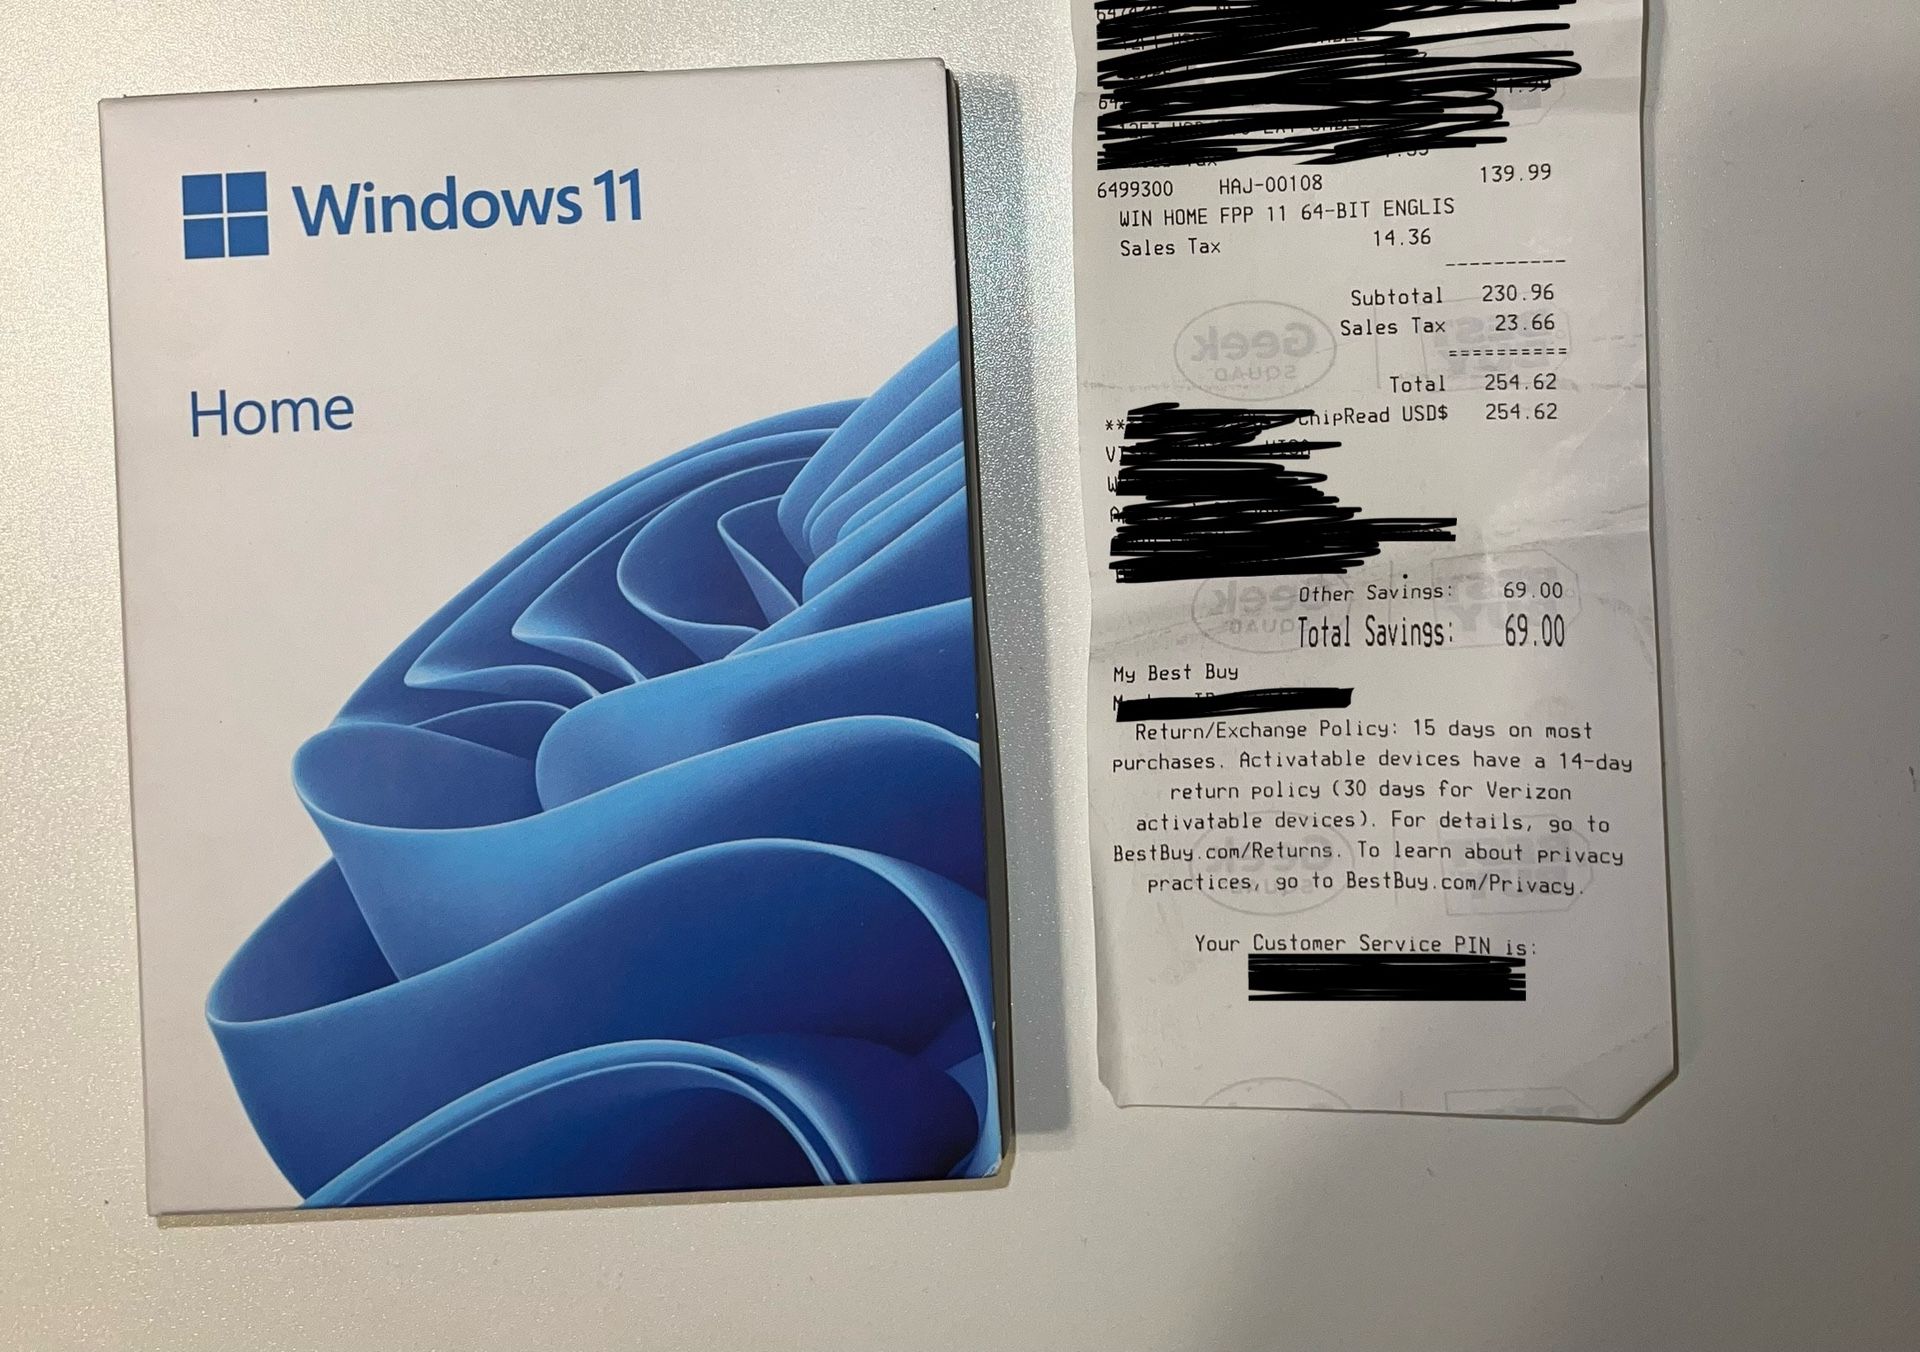 Windows 11
Home
6499300 HAJ-00108 139.99
WIN HOME FPP 11 64-BIT ENGLIS
Sales Tax 14.36
----------
Subtotal 230.96
Sales Tax 23.66
==========
Total 254.62
ChipRead USD$ 254.62
Other Savings: 69.00
Total Savings: 69.00
My Best Buy
Return/Exchange Policy: 15 days on most
purchases. Activatable devices have a 14-day
return policy (30 days for Verizon
activatable devices). For details, go to
BestBuy.com/Returns. To learn about privacy
practices, go to BestBuy.com/Privacy.
Your Customer Service PIN is:
Geek
SQUAD